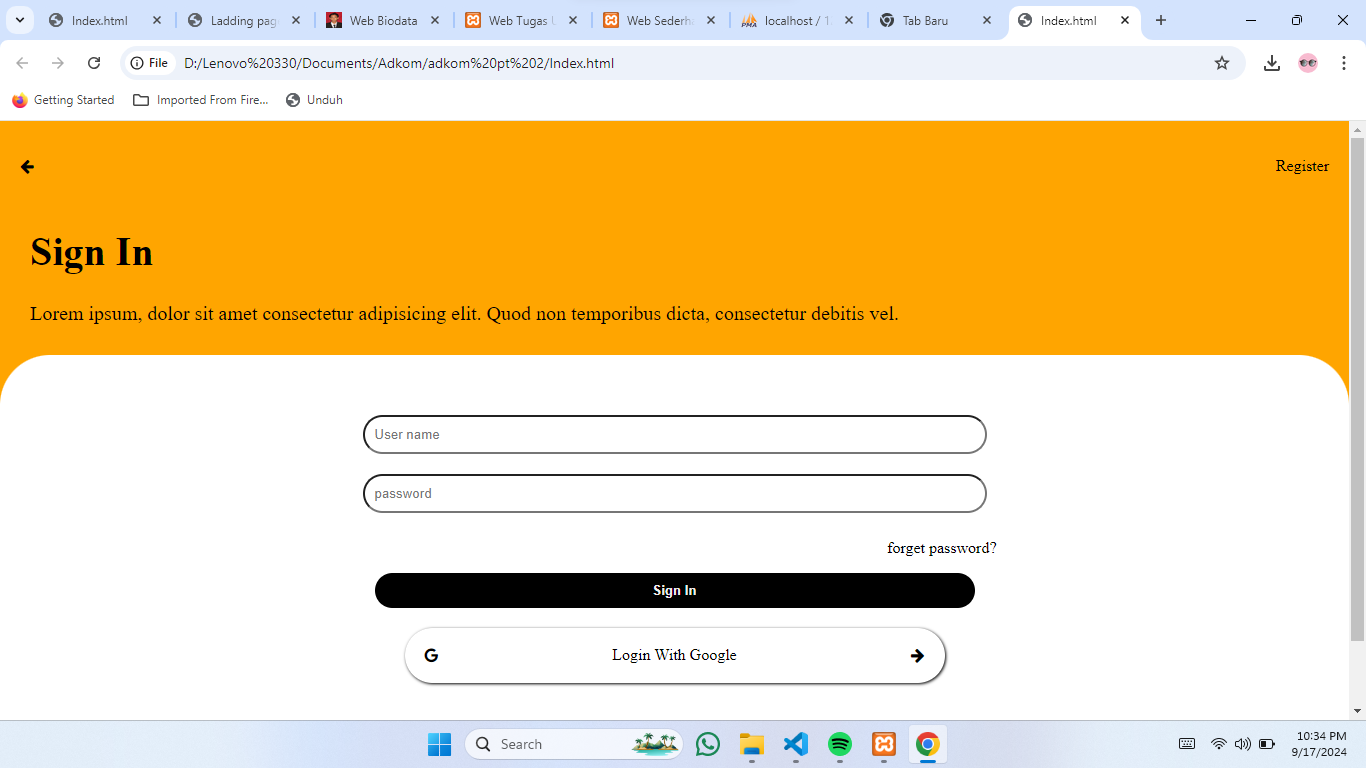 Index.html
Ladding pag
Web Biodata
Web Tugas U
Web Sederha
localhost / 1
Tab Baru
Index.html
File
D:/Lenovo%20330/Documents/Adkom/adkom%20pt%202/Index.html
Getting Started
Imported From Fire...
Unduh
Register
Sign In
Lorem ipsum, dolor sit amet consectetur adipisicing elit. Quod non temporibus dicta, consectetur debitis vel.
User name
password
forget password?
Sign In
G
Login With Google
Search
10:34 PM
9/17/2024